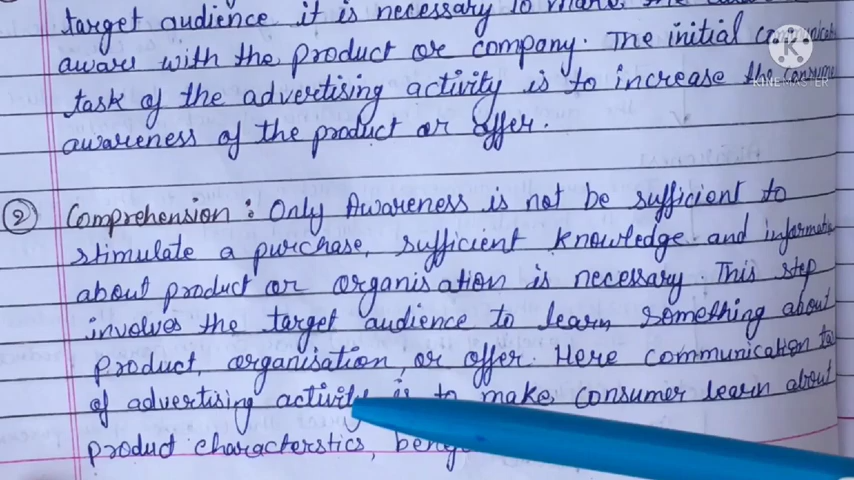 target audience it is necessary to make
aware with the product or company. The initial
task of the advertising activity is to increase the
awareness of the product or offer.
② Comprehension: Only Awareness is not be sufficient to
stimulate a purchase, sufficient knowledge and
about product or organisation is necessary. This step
involves the target audience to learn something about
product, organisation, or offer. Here communication
of advertising activity is to make consumer learn about
product characterstics,
KINEMASTER